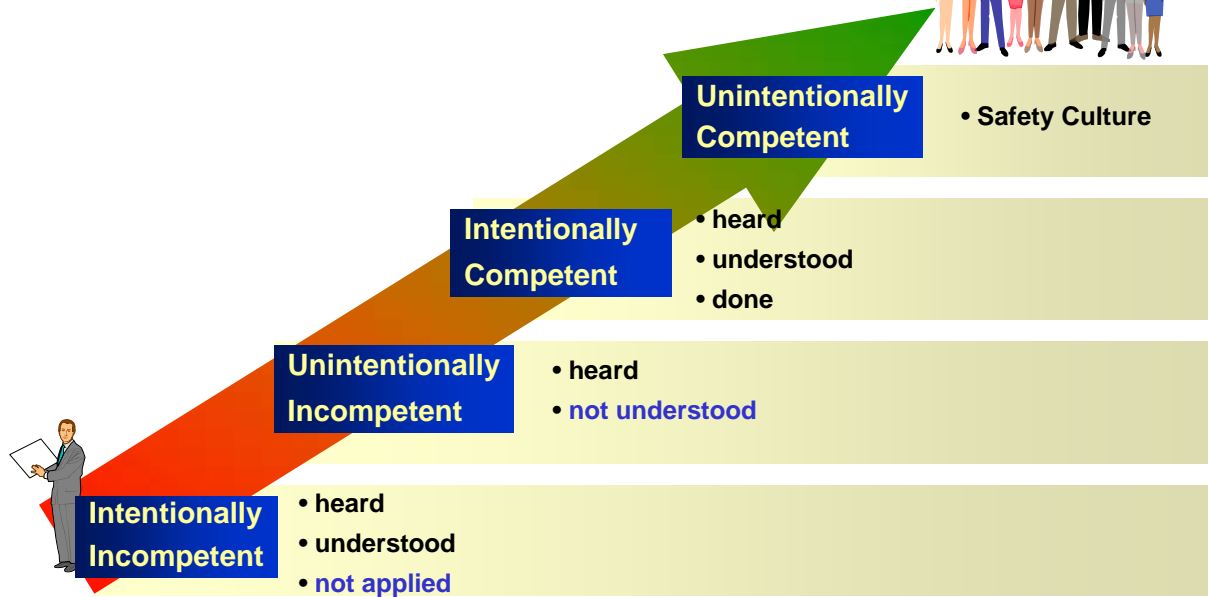 Unintentionally
Competent
• Safety Culture
Intentionally
Competent
• heard
• understood
• done
Unintentionally
Incompetent
• heard
• not understood
Intentionally
Incompetent
• heard
• understood
• not applied